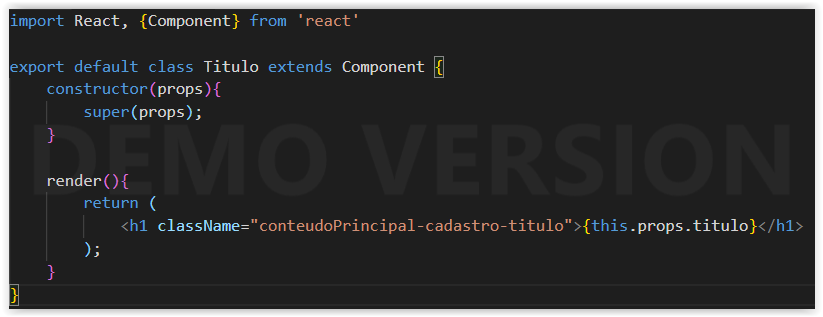 import React, {Component} from 'react'
export default class Titulo extends Component {
constructor(props){
super(props);
}
DEMO VERSION
render(){
return (
<h1 className="conteudoPrincipal-cadastro-titulo">{this.props.titulo}</h1>
);
}
}